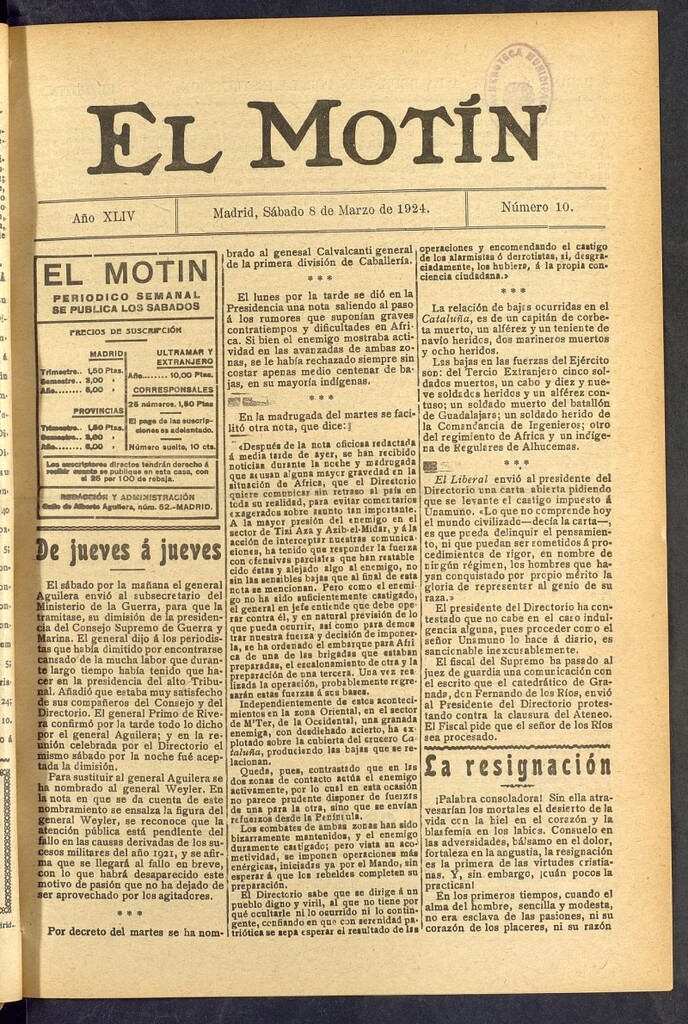 HEMEROTECA MUNICIPAL
EL MOTÍN
Año XLIV
Madrid, Sábado 8 de Marzo de 1924.
Número 10.
EL MOTIN
PERIODICO SEMANAL
SE PUBLICA LOS SABADOS
PRECIOS DE SUSCRIPCIÓN
MADRID
Trimestre.. 1,50 Ptas.
Semestre.. 3,00 »
Año........ 6,00 »
PROVINCIAS
Trimestre.. 1,50 Ptas.
Semestre.. 3,00 »
Año........ 6,00 »
ULTRAMAR Y
EXTRANJERO
Año........ 10,00 Ptas.
CORRESPONSALES
25 números, 1,50 Ptas
El pago de las suscrip-
ciones es adelantado.
Número suelto, 10 cts.
Los suscriptores directos tendrán derecho á
recibir cuanto se publique en esta casa, con
el 25 por 100 de rebaja.
REDACCIÓN Y ADMINISTRACIÓN
Calle de Alberto Aguilera, núm. 52.-MADRID.
De jueves á jueves
El sábado por la mañana el general
Aguilera envió al subsecretario del
Ministerio de la Guerra, para que la
tramitase, su dimisión de la presiden-
cia del Consejo Supremo de Guerra y
Marina. El general dijo á los periodis-
tas que había dimitido por encontrarse
cansado de la mucha labor que duran-
te largo tiempo había tenido que ha-
cer en la presidencia del alto Tribu-
nal. Añadió que estaba muy satisfecho
de sus compañeros del Consejo y del
Directorio. El general Primo de Rive-
ra confirmó por la tarde todo lo dicho
por el general Aguilera; y en la re-
unión celebrada por el Directorio el
mismo sábado por la noche fué acep-
tada la dimisión.
Para sustituir al general Aguilera se
ha nombrado al general Weyler. En
la nota en que se da cuenta de este
nombramiento se ensalza la figura del
general Weyler, se reconoce que la
atención pública está pendiente del
fallo en las causas derivadas de los su-
cesos militares del año 1921, y se afir-
ma que se llegará al fallo en breve,
con lo que habrá desaparecido este
motivo de pasión que no ha dejado de
ser aprovechado por los agitadores.
* * *
Por decreto del martes se ha nom-
brado al genesal Calvalcanti general
de la primera división de Caballería.
* * *
El lunes por la tarde se dió en la
Presidencia una nota saliendo al paso
á los rumores que suponían graves
contratiempos y dificultades en Afri-
ca. Si bien el enemigo mostraba acti-
vidad en las avanzadas de ambas zo-
nas, se le había rechazado siempre sin
costar apenas medio centenar de ba-
jas, en su mayoría indígenas.
* * *
En la madrugada del martes se faci-
litó otra nota, que dice:
«Después de la nota oficiosa redactada
á media tarde de ayer, se han recibido
noticias durante la noche y madrugada
que acusan alguna mayor gravedad en la
situación de Africa, que el Directorio
quiere comunicar sin retraso al país en
toda su realidad, para evitar comentarios
exagerados sobre asunto tan importante.
A la mayor presión del enemigo en el
sector de Tizi Aza y Azib-el-Midar, y á la
acción de interceptar nuestras comunica-
ciones, ha tenido que responder la fuerza
con ofensivas parciales que han restable
cido éstas y alejado algo al enemigo, no
sin las sensibles bajas que al final de esta
nota se mencionan. Pero como el enemi-
go no ha sido suficientemente castigado,
el general en jefe entiende que debe ope-
rar contra él, y en natural previsión de lo
que pueda ocurrir, así como para demos-
trar nuestra fuerza y decisión de imponer-
la, se ha ordenado el embarque para Afri
ca de una de las brigadas que estaban
preparadas, el escalonamiento de otra y la
preparación de una tercera. Una vez rea-
lizada la operación, probablemente regre-
sarán estas fuerzas á sus bases.
Independientemente de estos aconteci-
mientos en la zona Oriental, en el sector
de M'Ter, de la Occidental, una granada
enemiga, con desdichado acierto, ha ex-
plotado sobre la cubierta del crucero Ca-
taluña, produciendo las bajas que se re-
lacionan.
Queda, pues, contrastado que en las
dos zonas de contacto actúa el enemigo
activamente, por lo cual en esta ocasión
no parece prudente disponer de fuerzas
de una para la otra, sino que se envían
refuerzos desde la Península.
Los combates de ambas zonas han sido
bizarramente mantenidos, y el enemigo
duramente castigado; pero vista su aco-
metividad, se imponen operaciones más
enérgicas, iniciadas ya por el Mando, sin
esperar á que los rebeldes completen su
preparación.
El Directorio sabe que se dirige á un
pueblo digno y viril, al que no tiene por
qué ocultarle ni lo ocurrido ni lo contin-
gente, confiando en que con serenidad pa-
triótica se sepa esperar el resultado de las
operaciones y encomendando el castigo
de los alarmistas ó derrotistas, si, desgra-
ciadamente, los hubiera, á la propia con-
ciencia ciudadana.»
* * *
La relación de bajas ocurridas en el
Cataluña, es de un capitán de corbe-
ta muerto, un alférez y un teniente de
navío heridos, dos marineros muertos
y ocho heridos.
Las bajas en las fuerzas del Ejército
son: del Tercio Extranjero cinco sol-
dados muertos, un cabo y diez y nue-
ve soldados heridos y un alférez con-
tuso; un soldado muerto del batallón
de Guadalajara; un soldado herido de
la Comandancia de Ingenieros; otro
del regimiento de Africa y un indíge-
na de Regulares de Alhucemas.
* * *
El Liberal envió al presidente del
Directorio una carta abierta pidiendo
que se levante el castigo impuesto á
Unamuno. «Lo que no comprende hoy
el mundo civilizado—decía la carta—,
es que pueda delinquir el pensamien-
to, ni que puedan ser sometidos á pro-
cedimientos de rigor, en nombre de
ningún régimen, los hombres que ha-
yan conquistado por propio mérito la
gloria de representar al genio de su
raza.»
El presidente del Directorio ha con-
testado que no cabe en el caso indul-
gencia alguna, pues proceder como el
señor Unamuno lo hace á diario, es
sancionable inexcusablemente.
El fiscal del Supremo ha pasado al
juez de guardia una comunicación con
el escrito que el catedrático de Gra-
nada, don Fernando de los Ríos, envió
al Presidente del Directorio protes-
tando contra la clausura del Ateneo.
El Fiscal pide que el señor de los Ríos
sea procesado.
La resignación
¡Palabra consoladora! Sin ella atra-
vesarían los mortales el desierto de la
vida con la hiel en el corazón y la
blasfemia en los labios. Consuelo en
las adversidades, bálsamo en el dolor,
fortaleza en la angustia, la resignación
es la primera de las virtudes cristia-
nas. Y, sin embargo, ¡cuán pocos la
practican!
En los primeros tiempos, cuando el
alma del hombre, sencilla y modesta,
no era esclava de las pasiones, ni su
corazón de los placeres, ni su razón